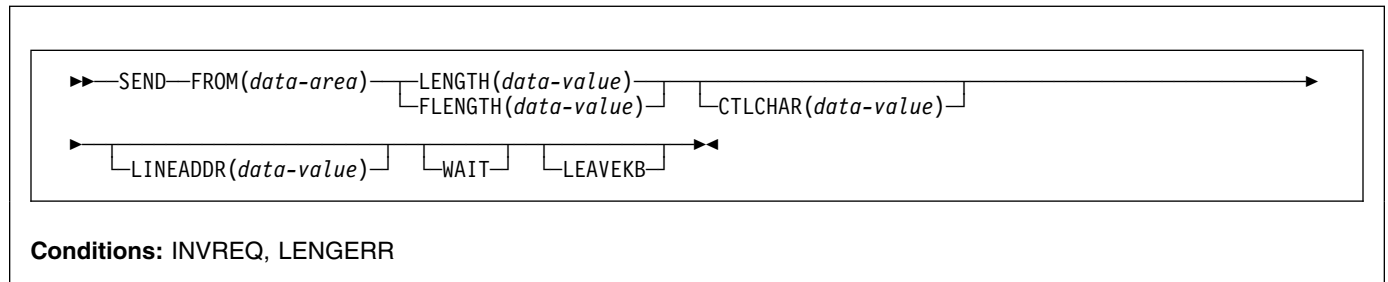 SEND FROM(data-area) LENGTH(data-value)
FLENGTH(data-value) CTLCHAR(data-value)
LINEADDR(data-value) WAIT LEAVEKB
Conditions: INVREQ, LENGERR